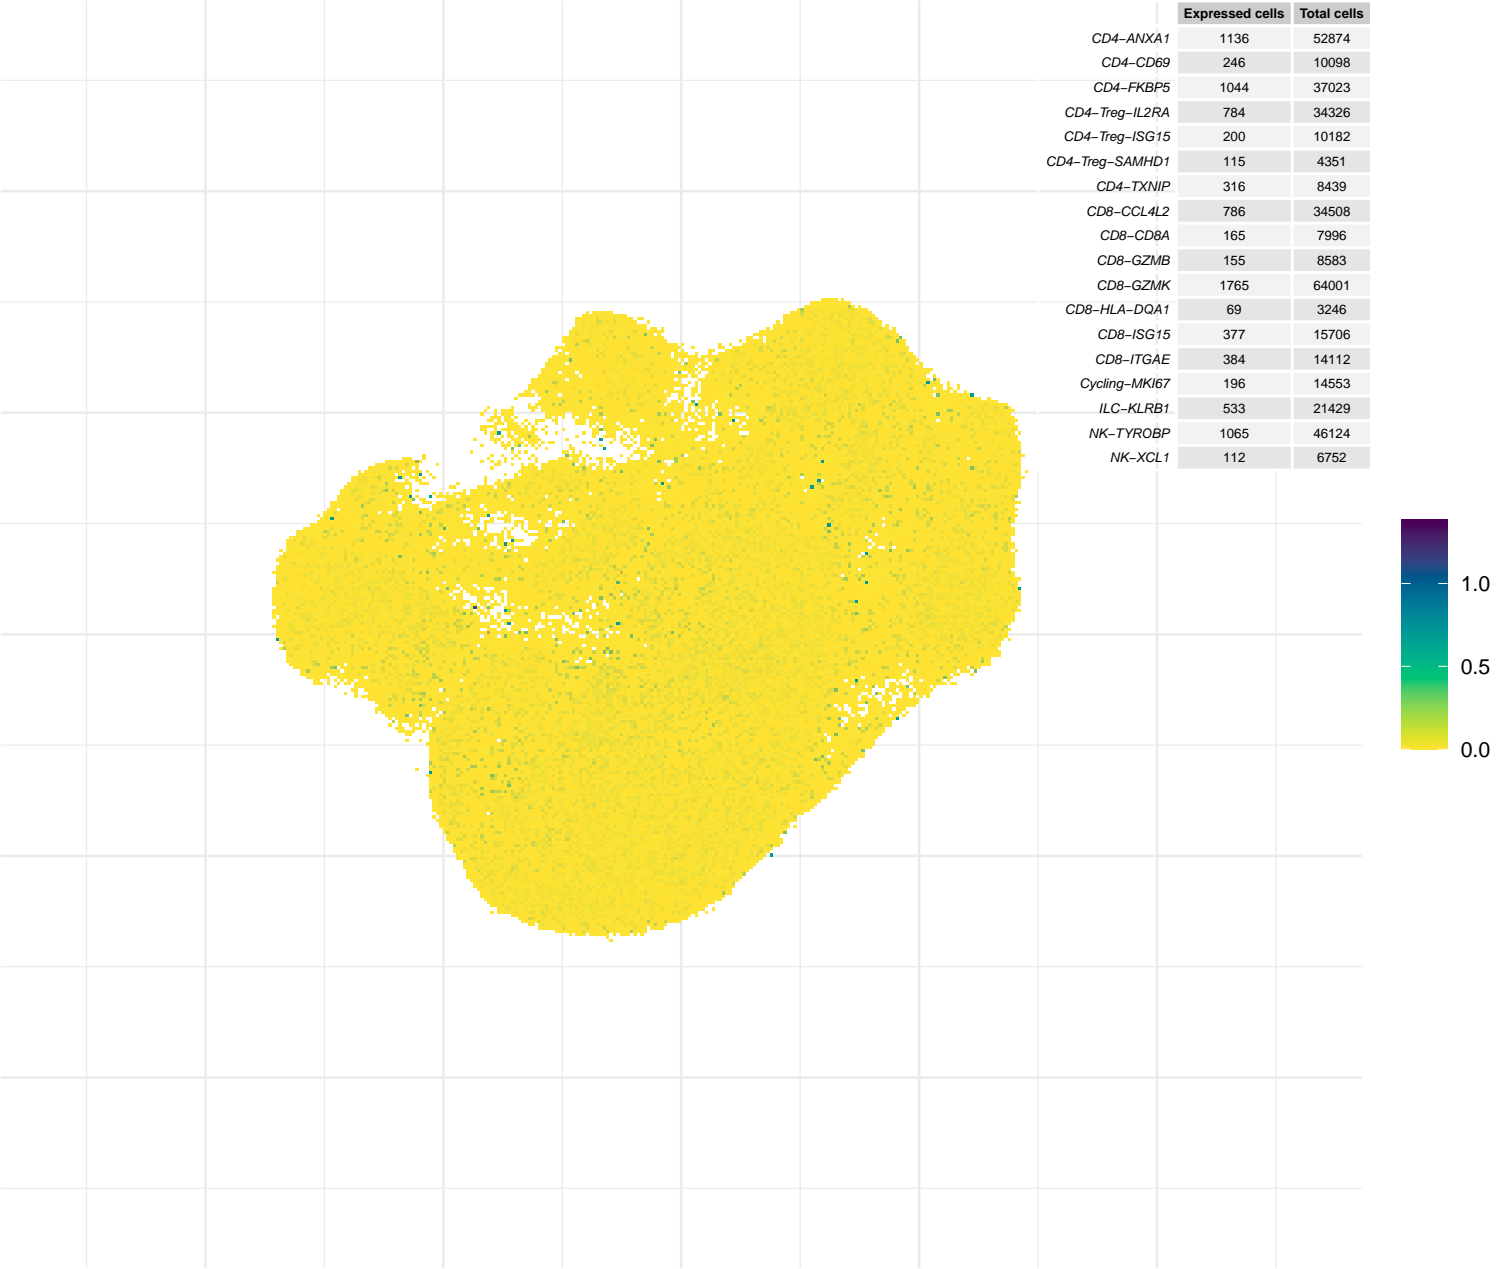 Expressed cells Total cells
CD4−ANXA1 1136 52874
CD4−CD69 246 10098
CD4−FKBP5 1044 37023
CD4−Treg−IL2RA 784 34326
CD4−Treg−ISG15 200 10182
CD4−Treg−SAMHD1 115 4351
CD4−TXNIP 316 8439
CD8−CCL4L2 786 34508
CD8−CD8A 165 7996
CD8−GZMB 155 8583
CD8−GZMK 1765 64001
CD8−HLA−DQA1 69 3246
CD8−ISG15 377 15706
CD8−ITGAE 384 14112
Cycling−MKI67 196 14553
ILC−KLRB1 533 21429
NK−TYROBP 1065 46124
NK−XCL1 112 6752
1.0
0.5
0.0